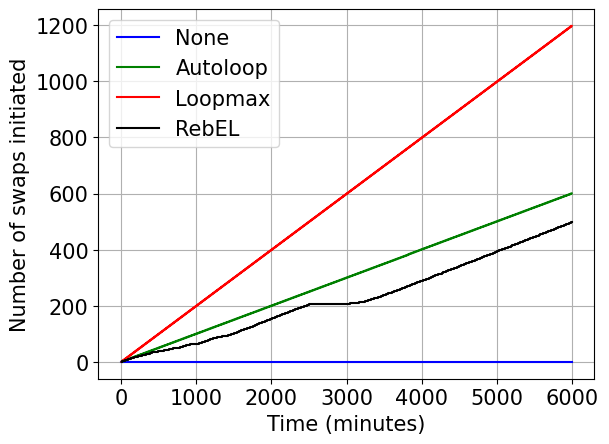 Number of swaps initiated
1200
1000
800
600
400
200
0
None
Autoloop
Loopmax
RebEL
0 1000 2000 3000 4000 5000 6000
Time (minutes)